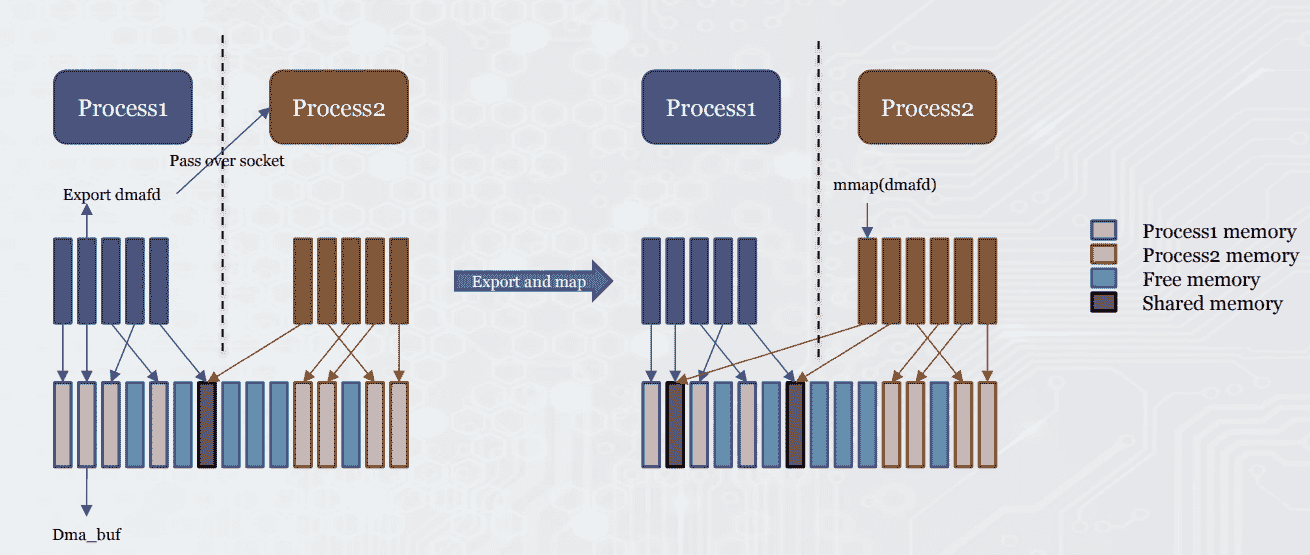 Process1
Process2
Pass over socket
Export dmafd
Dma_buf
Export and map
Process1
Process2
mmap(dmafd)
Process1 memory
Process2 memory
Free memory
Shared memory